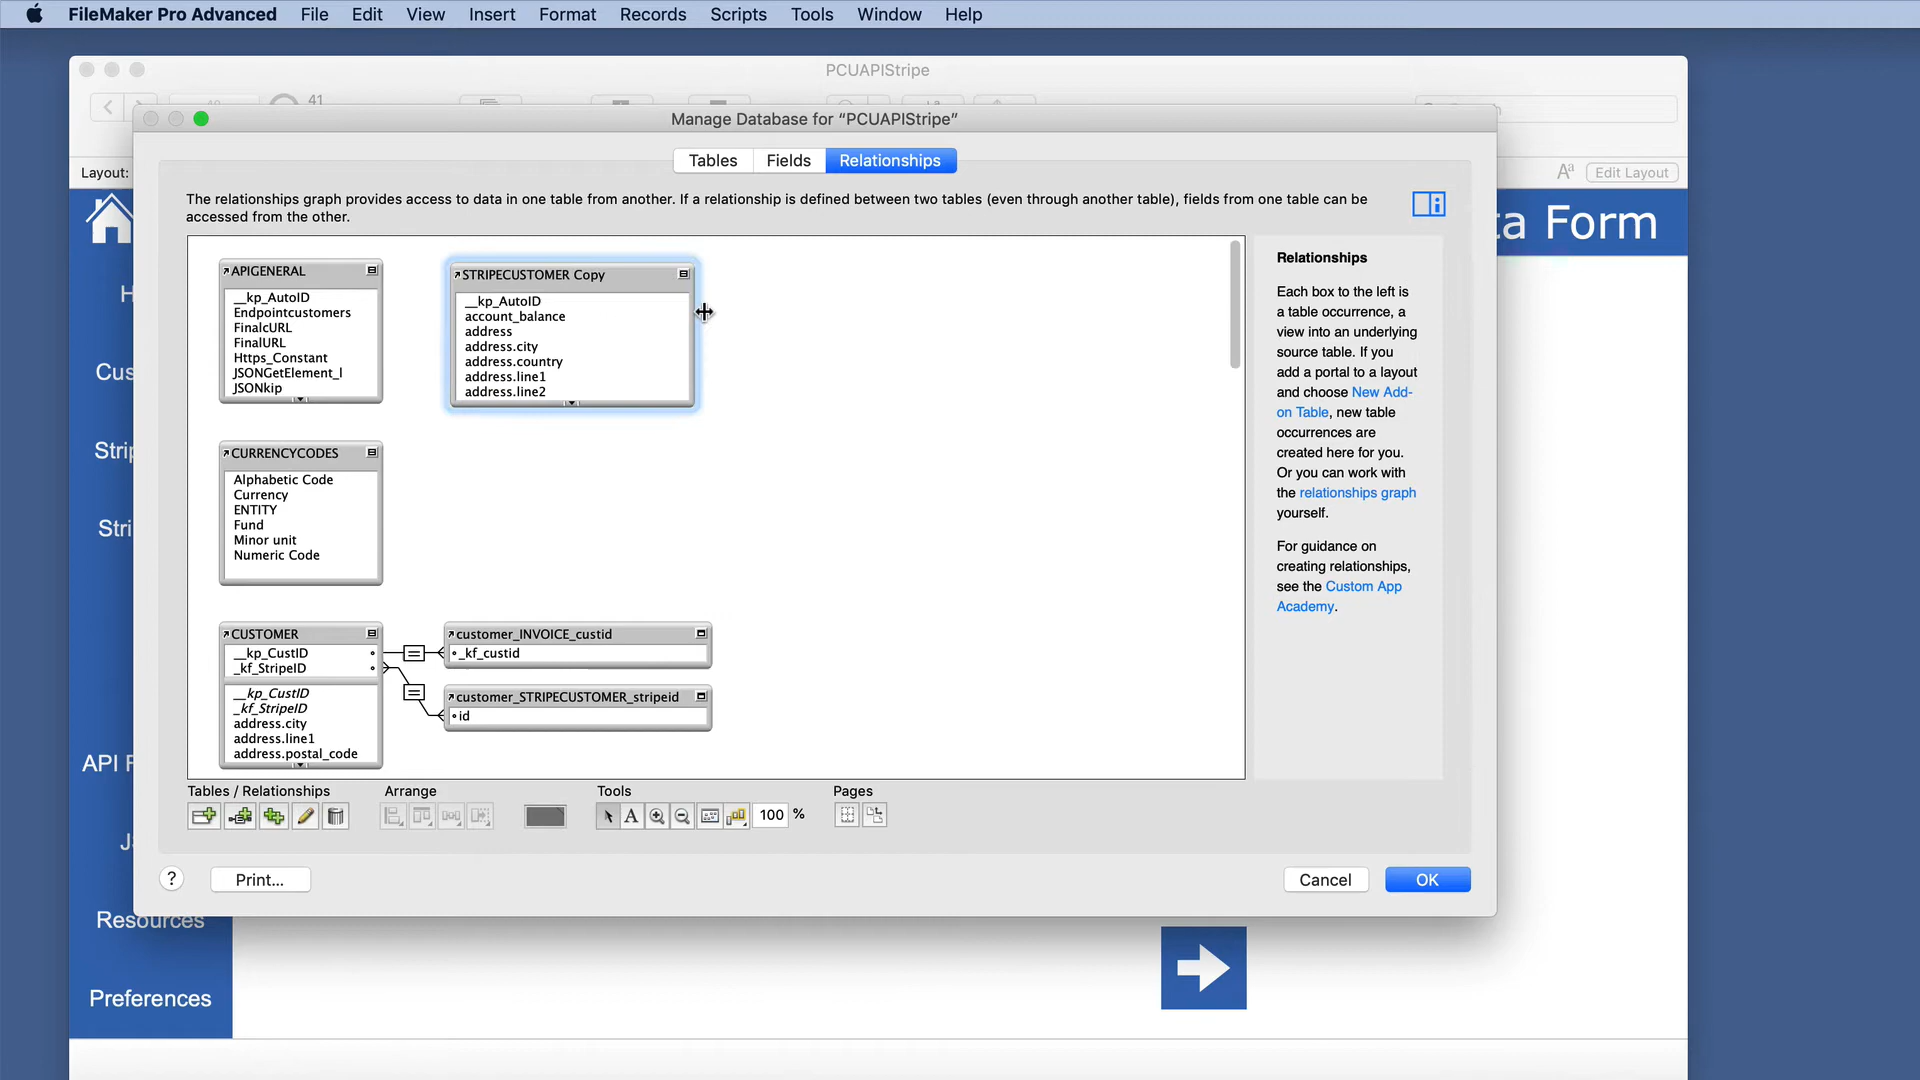 FileMaker Pro Advanced File Edit View Insert Format Records Scripts Tools Window Help
PCUAPIStripe
41
Manage Database for “PCUAPIStripe”
Tables Fields Relationships
Layout:
Edit Layout
The relationships graph provides access to data in one table from another. If a relationship is defined between two tables (even through another table), fields from one table can be
accessed from the other.
ta Form
APIGENERAL
__kp_AutoID
Endpointcustomers
FinalcURL
FinalURL
Https_Constant
JSONGetElement_l
JSONkip
STRIPECUSTOMER Copy
__kp_AutoID
account_balance
address
address.city
address.country
address.line1
address.line2
CURRENCYCODES
Alphabetic Code
Currency
ENTITY
Fund
Minor unit
Numeric Code
CUSTOMER
__kp_CustID
_kf_StripeID
__kp_CustID
_kf_StripeID
address.city
address.line1
address.postal_code
customer_INVOICE_custid
_kf_custid
customer_STRIPECUSTOMER_stripeid
id
Relationships
Each box to the left is
a table occurrence, a
view into an underlying
source table. If you
add a portal to a layout
and choose New Add-
on Table, new table
occurrences are
created here for you.
Or you can work with
the relationships graph
yourself.
For guidance on
creating relationships,
see the Custom App
Academy.
H
Cus
Strip
Stri
API F
Resources
Preferences
Tables / Relationships Arrange Tools Pages
A 100 %
? Print... Cancel OK